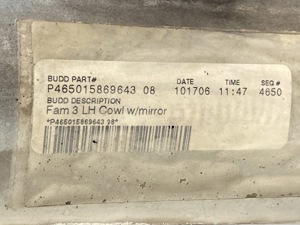 BUDD PART# DATE TIME SEQ #
P465015869643 08 101706 11:47 4650
BUDD DESCRIPTION
Fam 3 LH Cowl w/mirror
*P465015869643 08*